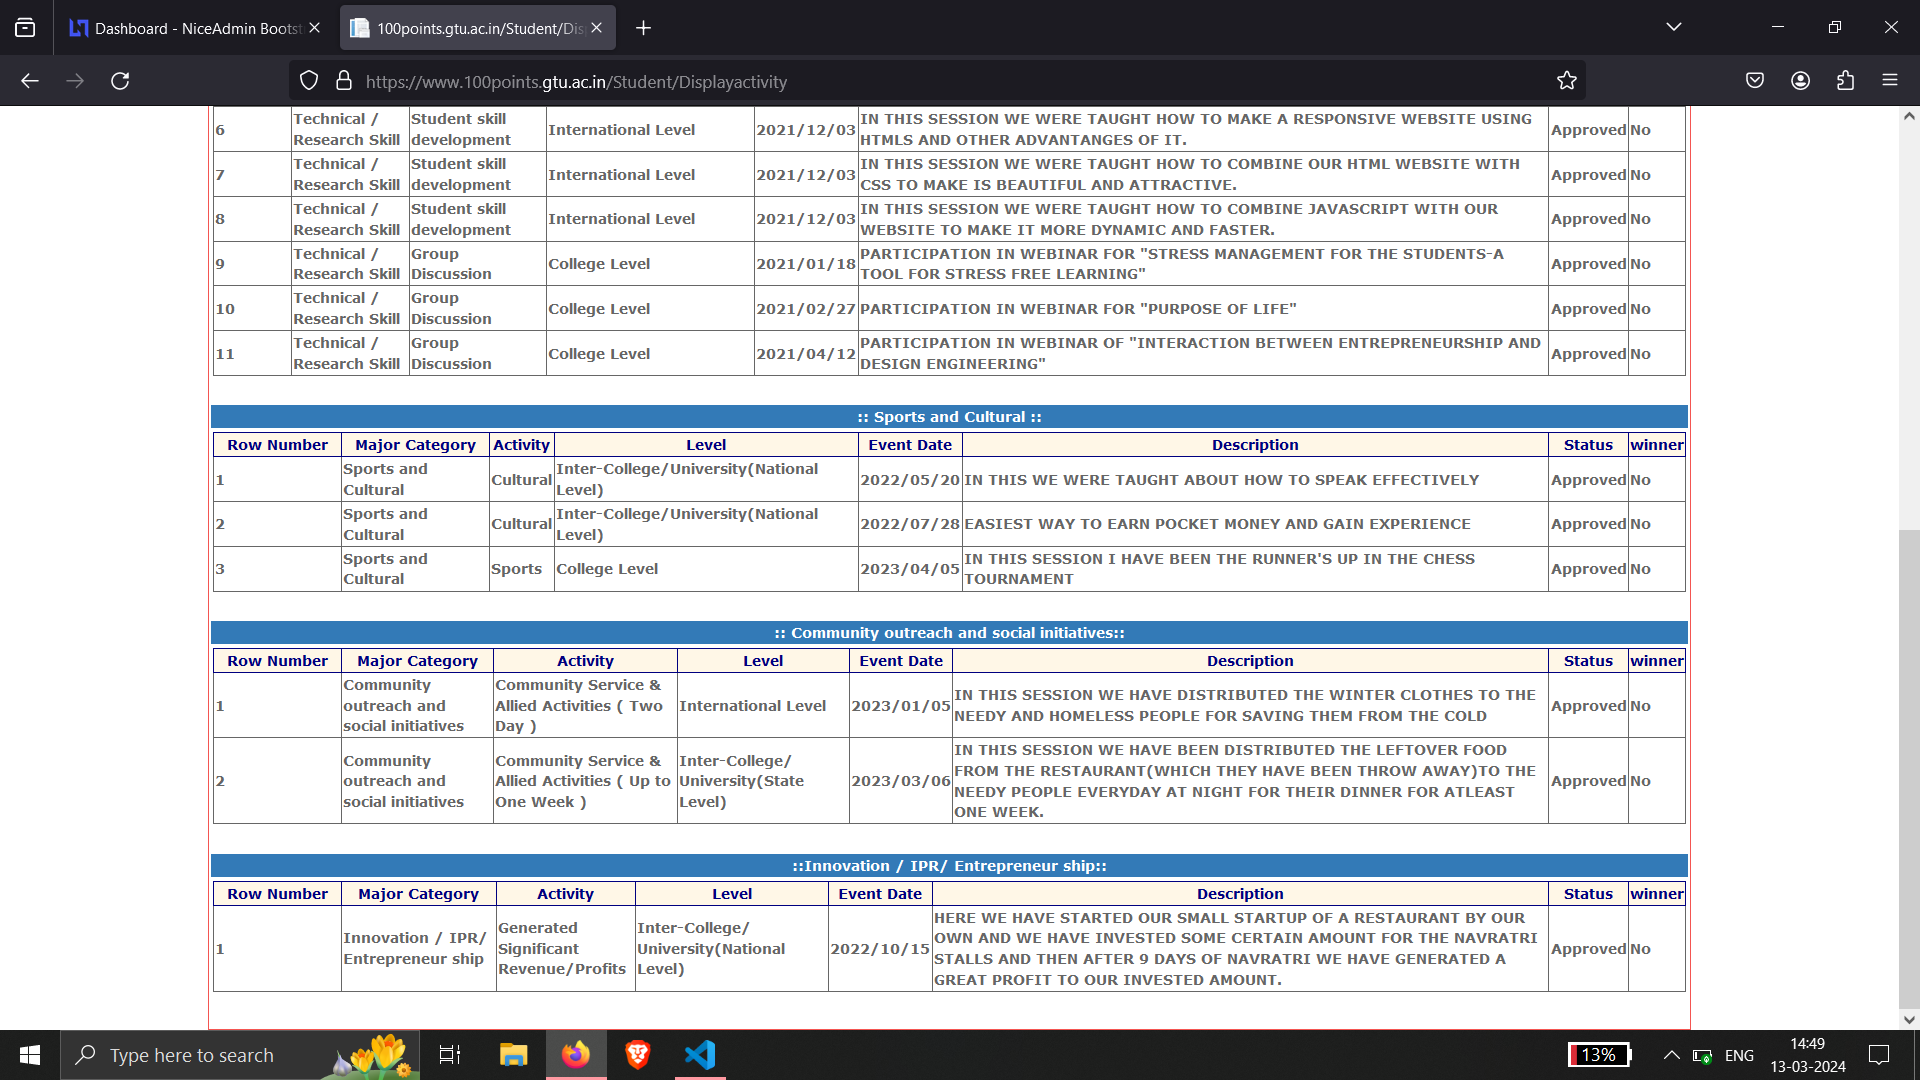 Dashboard - NiceAdmin Bootst
100points.gtu.ac.in/Student/Dis
https://www.100points.gtu.ac.in/Student/Displayactivity
6 Technical / Research Skill Student skill development International Level 2021/12/03 IN THIS SESSION WE WERE TAUGHT HOW TO MAKE A RESPONSIVE WEBSITE USING HTMLS AND OTHER ADVANTANGES OF IT. Approved No
7 Technical / Research Skill Student skill development International Level 2021/12/03 IN THIS SESSION WE WERE TAUGHT HOW TO COMBINE OUR HTML WEBSITE WITH CSS TO MAKE IS BEAUTIFUL AND ATTRACTIVE. Approved No
8 Technical / Research Skill Student skill development International Level 2021/12/03 IN THIS SESSION WE WERE TAUGHT HOW TO COMBINE JAVASCRIPT WITH OUR WEBSITE TO MAKE IT MORE DYNAMIC AND FASTER. Approved No
9 Technical / Research Skill Group Discussion College Level 2021/01/18 PARTICIPATION IN WEBINAR FOR "STRESS MANAGEMENT FOR THE STUDENTS-A TOOL FOR STRESS FREE LEARNING" Approved No
10 Technical / Research Skill Group Discussion College Level 2021/02/27 PARTICIPATION IN WEBINAR FOR "PURPOSE OF LIFE" Approved No
11 Technical / Research Skill Group Discussion College Level 2021/04/12 PARTICIPATION IN WEBINAR OF "INTERACTION BETWEEN ENTREPRENEURSHIP AND DESIGN ENGINEERING" Approved No
:: Sports and Cultural ::
Row Number Major Category Activity Level Event Date Description Status winner
1 Sports and Cultural Cultural Inter-College/University(National Level) 2022/05/20 IN THIS WE WERE TAUGHT ABOUT HOW TO SPEAK EFFECTIVELY Approved No
2 Sports and Cultural Cultural Inter-College/University(National Level) 2022/07/28 EASIEST WAY TO EARN POCKET MONEY AND GAIN EXPERIENCE Approved No
3 Sports and Cultural Sports College Level 2023/04/05 IN THIS SESSION I HAVE BEEN THE RUNNER'S UP IN THE CHESS TOURNAMENT Approved No
:: Community outreach and social initiatives::
Row Number Major Category Activity Level Event Date Description Status winner
1 Community outreach and social initiatives Community Service & Allied Activities ( Two Day ) International Level 2023/01/05 IN THIS SESSION WE HAVE DISTRIBUTED THE WINTER CLOTHES TO THE NEEDY AND HOMELESS PEOPLE FOR SAVING THEM FROM THE COLD Approved No
2 Community outreach and social initiatives Community Service & Allied Activities ( Up to One Week ) Inter-College/ University(State Level) 2023/03/06 IN THIS SESSION WE HAVE BEEN DISTRIBUTED THE LEFTOVER FOOD FROM THE RESTAURANT(WHICH THEY HAVE BEEN THROW AWAY)TO THE NEEDY PEOPLE EVERYDAY AT NIGHT FOR THEIR DINNER FOR ATLEAST ONE WEEK. Approved No
::Innovation / IPR/ Entrepreneur ship::
Row Number Major Category Activity Level Event Date Description Status winner
1 Innovation / IPR/ Entrepreneur ship Generated Significant Revenue/Profits Inter-College/ University(National Level) 2022/10/15 HERE WE HAVE STARTED OUR SMALL STARTUP OF A RESTAURANT BY OUR OWN AND WE HAVE INVESTED SOME CERTAIN AMOUNT FOR THE NAVRATRI STALLS AND THEN AFTER 9 DAYS OF NAVRATRI WE HAVE GENERATED A GREAT PROFIT TO OUR INVESTED AMOUNT. Approved No
Type here to search
13%
ENG
14:49
13-03-2024